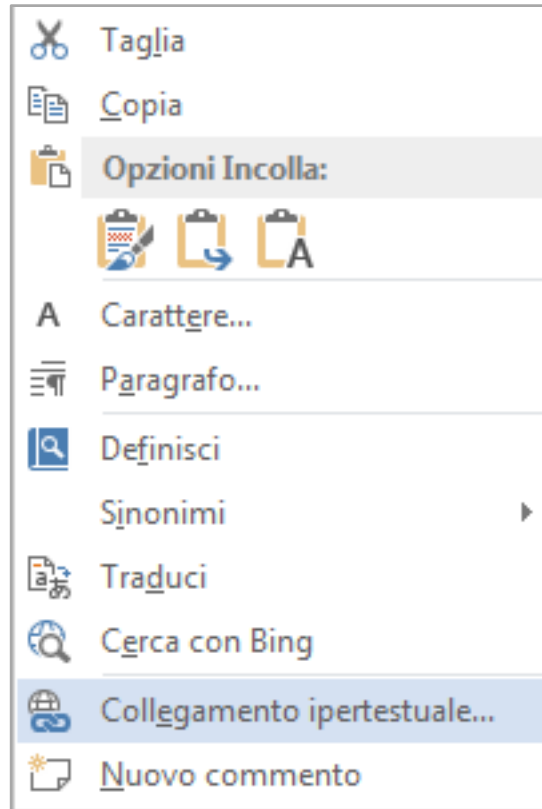 Taglia
Copia
Opzioni Incolla:
Carattere...
Paragrafo...
Definisci
Sinonimi
Traduci
Cerca con Bing
Collegamento ipertestuale...
Nuovo commento